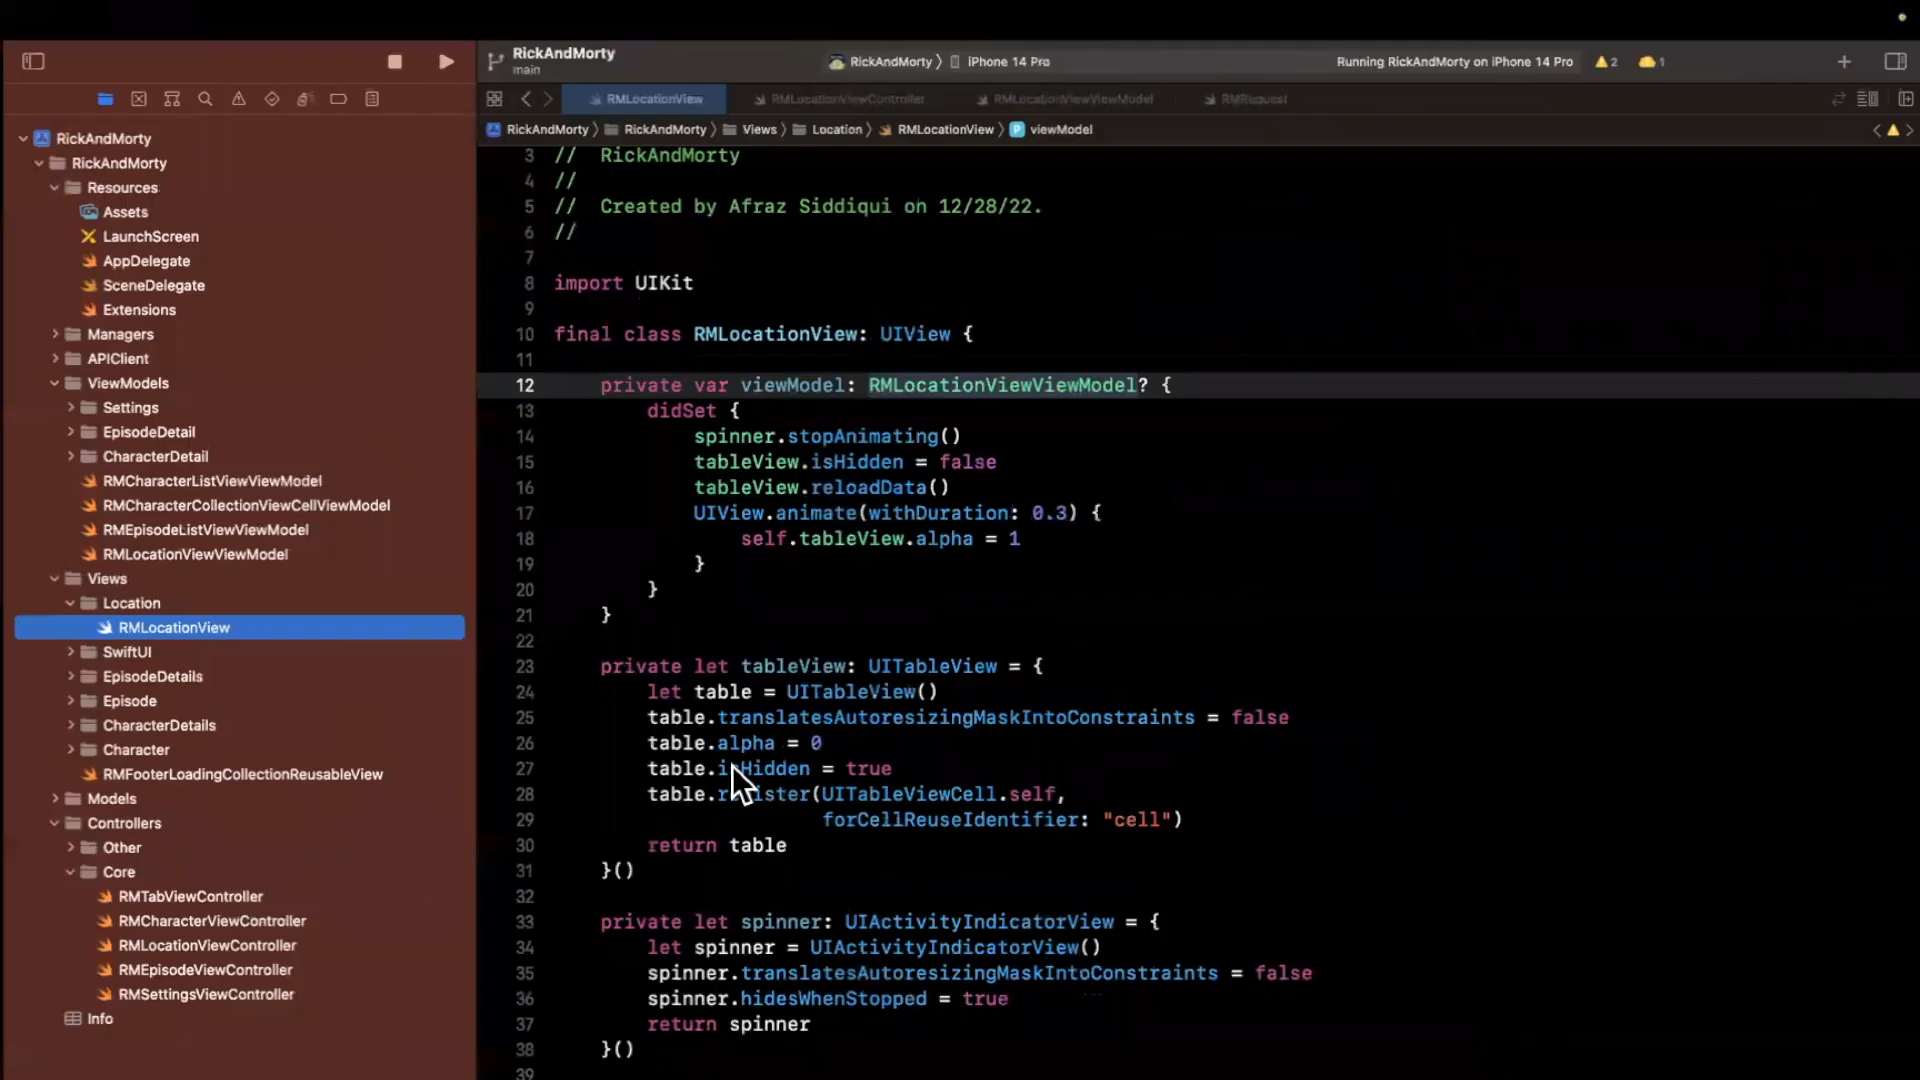 RickAndMorty
main
RickAndMorty 〉 iPhone 14 Pro
Running RickAndMorty on iPhone 14 Pro
2
1
RMLocationView
RMLocationViewController
RMLocationViewViewModel
RMRequest
RickAndMorty 〉 RickAndMorty 〉 Views 〉 Location 〉 RMLocationView 〉 P viewModel
RickAndMorty
RickAndMorty
Resources
Assets
LaunchScreen
AppDelegate
SceneDelegate
Extensions
Managers
APIClient
ViewModels
Settings
EpisodeDetail
CharacterDetail
RMCharacterListViewViewModel
RMCharacterCollectionViewCellViewModel
RMEpisodeListViewViewModel
RMLocationViewViewModel
Views
Location
RMLocationView
SwiftUI
EpisodeDetails
Episode
CharacterDetails
Character
RMFooterLoadingCollectionReusableView
Models
Controllers
Other
Core
RMTabViewController
RMCharacterViewController
RMLocationViewController
RMEpisodeViewController
RMSettingsViewController
Info
3 //  RickAndMorty
4 //
5 //  Created by Afraz Siddiqui on 12/28/22.
6 //
7
8 import UIKit
9
10 final class RMLocationView: UIView {
11
12     private var viewModel: RMLocationViewViewModel? {
13         didSet {
14             spinner.stopAnimating()
15             tableView.isHidden = false
16             tableView.reloadData()
17             UIView.animate(withDuration: 0.3) {
18                 self.tableView.alpha = 1
19             }
20         }
21     }
22
23     private let tableView: UITableView = {
24         let table = UITableView()
25         table.translatesAutoresizingMaskIntoConstraints = false
26         table.alpha = 0
27         table.isHidden = true
28         table.register(UITableViewCell.self,
29                        forCellReuseIdentifier: "cell")
30         return table
31     }()
32
33     private let spinner: UIActivityIndicatorView = {
34         let spinner = UIActivityIndicatorView()
35         spinner.translatesAutoresizingMaskIntoConstraints = false
36         spinner.hidesWhenStopped = true
37         return spinner
38     }()
39